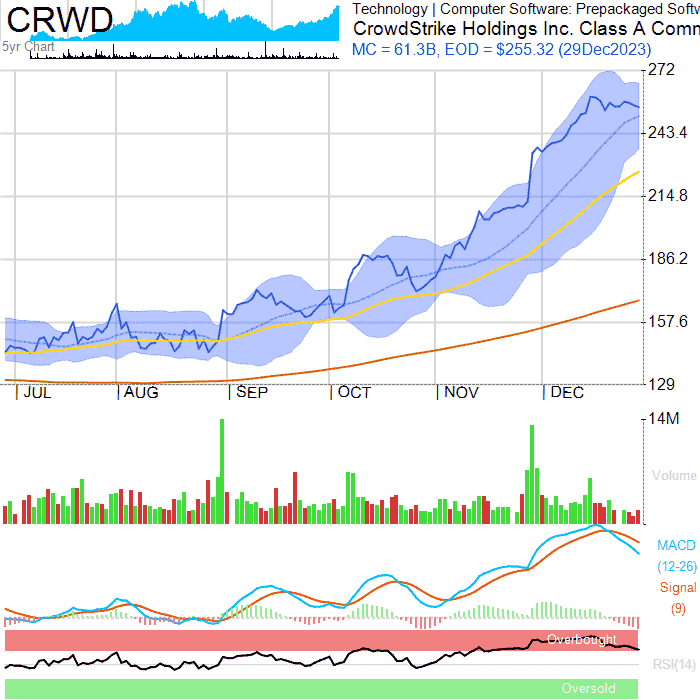 CRWD
5yr Chart
Technology | Computer Software: Prepackaged Softw
CrowdStrike Holdings Inc. Class A Comm
MC = 61.3B, EOD = $255.32 (29Dec2023)
272
243.4
214.8
186.2
157.6
129
JUL AUG SEP OCT NOV DEC
14M
Volume
MACD
(12-26)
Signal
(9)
Overbought
RSI(14)
Oversold